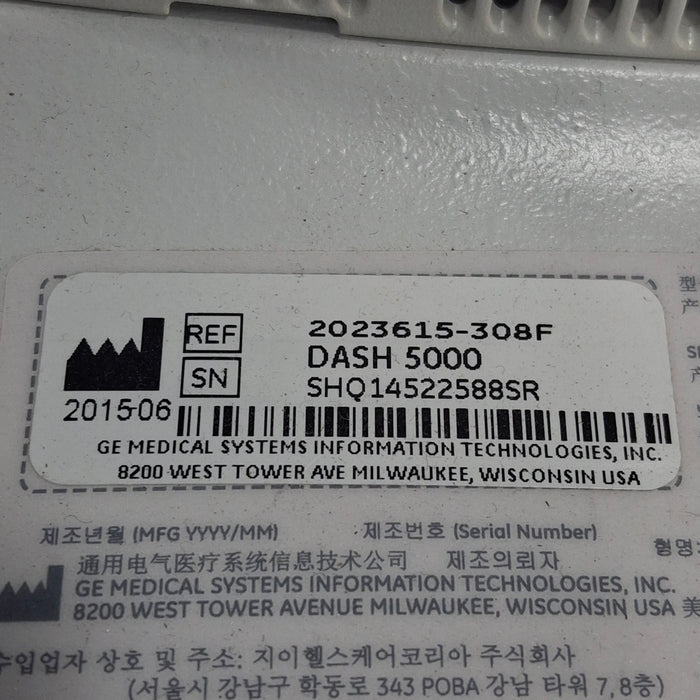 REF 2023615-308F
DASH 5000
SN SHQ14522588SR
2015-06
GE MEDICAL SYSTEMS INFORMATION TECHNOLOGIES, INC.
8200 WEST TOWER AVE MILWAUKEE, WISCONSIN USA
제조년월 (MFG YYYY/MM) 제조번호 (Serial Number) 형명:
通用电气医疗系统信息技术公司 제조의뢰자
GE MEDICAL SYSTEMS INFORMATION TECHNOLOGIES, INC.
8200 WEST TOWER AVENUE MILWAUKEE, WISCONSIN USA 美
수입업자 상호 및 주소: 지이헬스케어코리아 주식회사
(서울시 강남구 학동로 343 POBA 강남 타워 7, 8층)